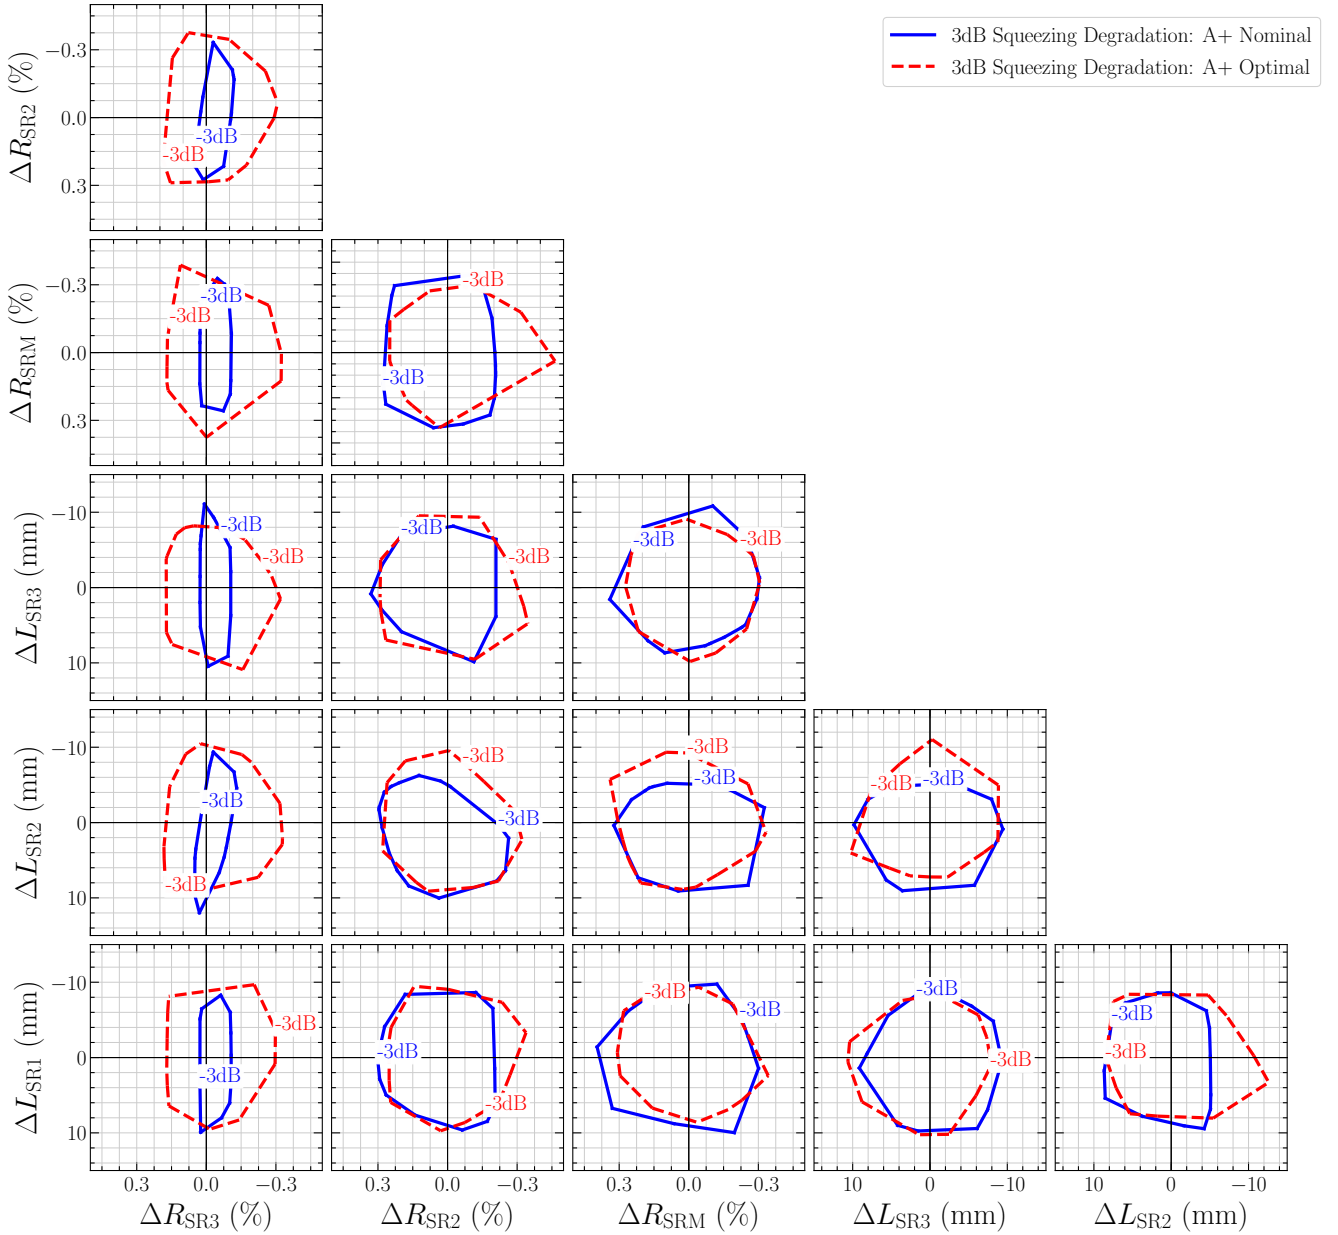 3dB Squeezing Degradation: A+ Nominal
3dB Squeezing Degradation: A+ Optimal
ΔR_SR2 (%)
−0.3
0.0
0.3
-3dB
-3dB
ΔR_SRM (%)
−0.3
0.0
0.3
-3dB
-3dB
-3dB
-3dB
ΔL_SR3 (mm)
−10
0
10
-3dB
-3dB
-3dB
-3dB
-3dB
-3dB
ΔL_SR2 (mm)
−10
0
10
-3dB
-3dB
-3dB
-3dB
-3dB
-3dB
-3dB
-3dB
ΔL_SR1 (mm)
−10
0
10
-3dB
-3dB
-3dB
-3dB
-3dB
-3dB
-3dB
-3dB
-3dB
-3dB
0.3 0.0 −0.3
0.3 0.0 −0.3
0.3 0.0 −0.3
10 0 −10
10 0 −10
ΔR_SR3 (%)
ΔR_SR2 (%)
ΔR_SRM (%)
ΔL_SR3 (mm)
ΔL_SR2 (mm)